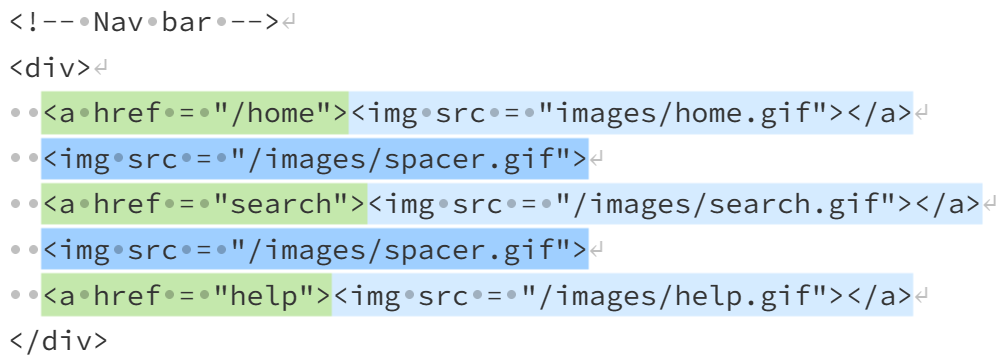 <!-- Nav bar -->
<div>
  <a href = "/home"><img src = "images/home.gif"></a>
  <img src = "/images/spacer.gif">
  <a href = "search"><img src = "/images/search.gif"></a>
  <img src = "/images/spacer.gif">
  <a href = "help"><img src = "/images/help.gif"></a>
</div>